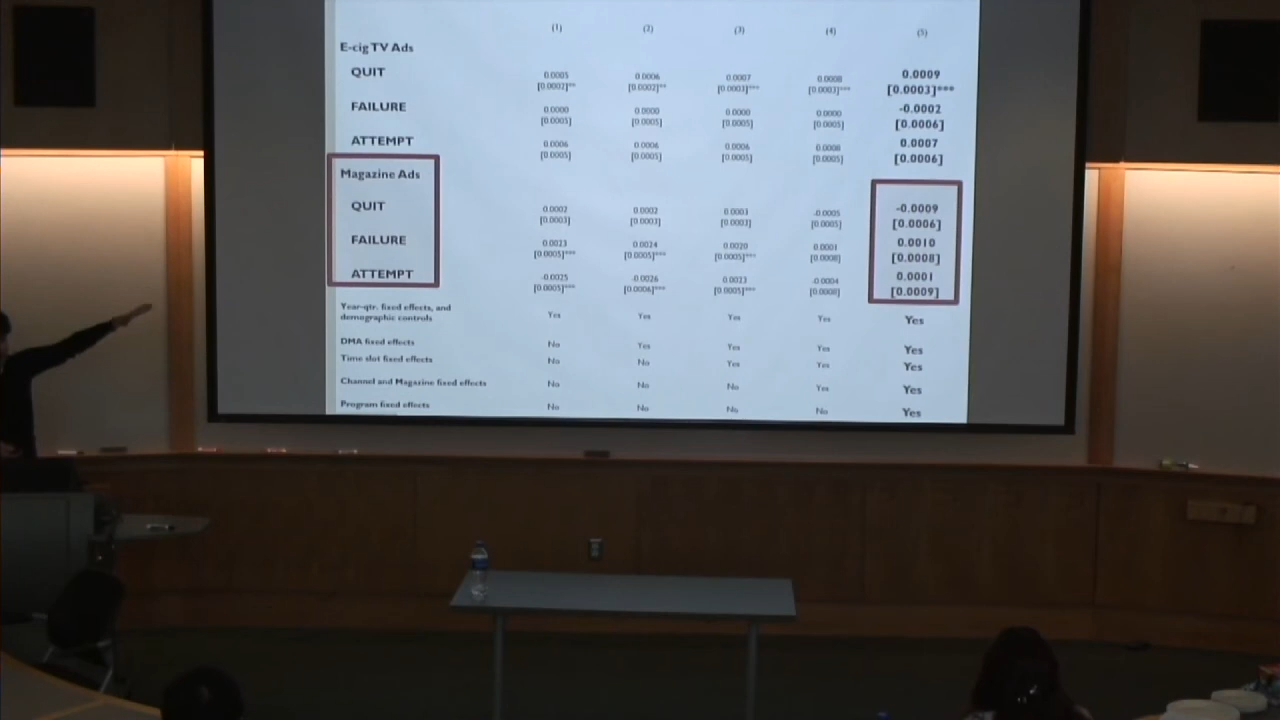 (1) (2) (3) (4) (5)
E-cig TV Ads
QUIT 0.0005 0.0006 0.0007 0.0008 0.0009
[0.0002]** [0.0002]** [0.0003]*** [0.0003]*** [0.0003]***
FAILURE 0.0000 0.0000 0.0000 0.0000 -0.0002
[0.0005] [0.0005] [0.0005] [0.0005] [0.0006]
ATTEMPT 0.0006 0.0006 0.0006 0.0008 0.0007
[0.0005] [0.0005] [0.0005] [0.0005] [0.0006]
Magazine Ads
QUIT 0.0002 0.0002 0.0003 -0.0005 -0.0009
[0.0003] [0.0003] [0.0003] [0.0005] [0.0006]
FAILURE 0.0023 0.0024 0.0020 0.0001 0.0010
[0.0005]*** [0.0005]*** [0.0005]*** [0.0008] [0.0008]
ATTEMPT -0.0025 -0.0026 0.0023 -0.0004 0.0001
[0.0005]*** [0.0006]*** [0.0005]*** [0.0008] [0.0009]
Year-qtr. fixed effects, and
demographic controls Yes Yes Yes Yes Yes
DMA fixed effects No Yes Yes Yes Yes
Time slot fixed effects No No Yes Yes Yes
Channel and Magazine fixed effects No No No Yes Yes
Program fixed effects No No No No Yes